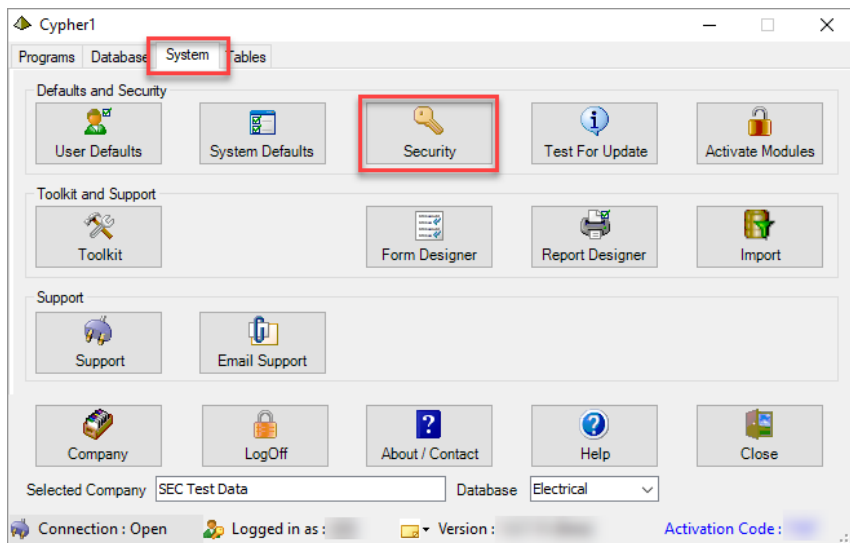 Cypher1
Programs Database System Tables
Defaults and Security
User Defaults System Defaults Security Test For Update Activate Modules
Toolkit and Support
Toolkit Form Designer Report Designer Import
Support
Support Email Support
Company LogOff About / Contact Help Close
Selected Company SEC Test Data Database Electrical
Connection : Open Logged in as : Version : Activation Code :